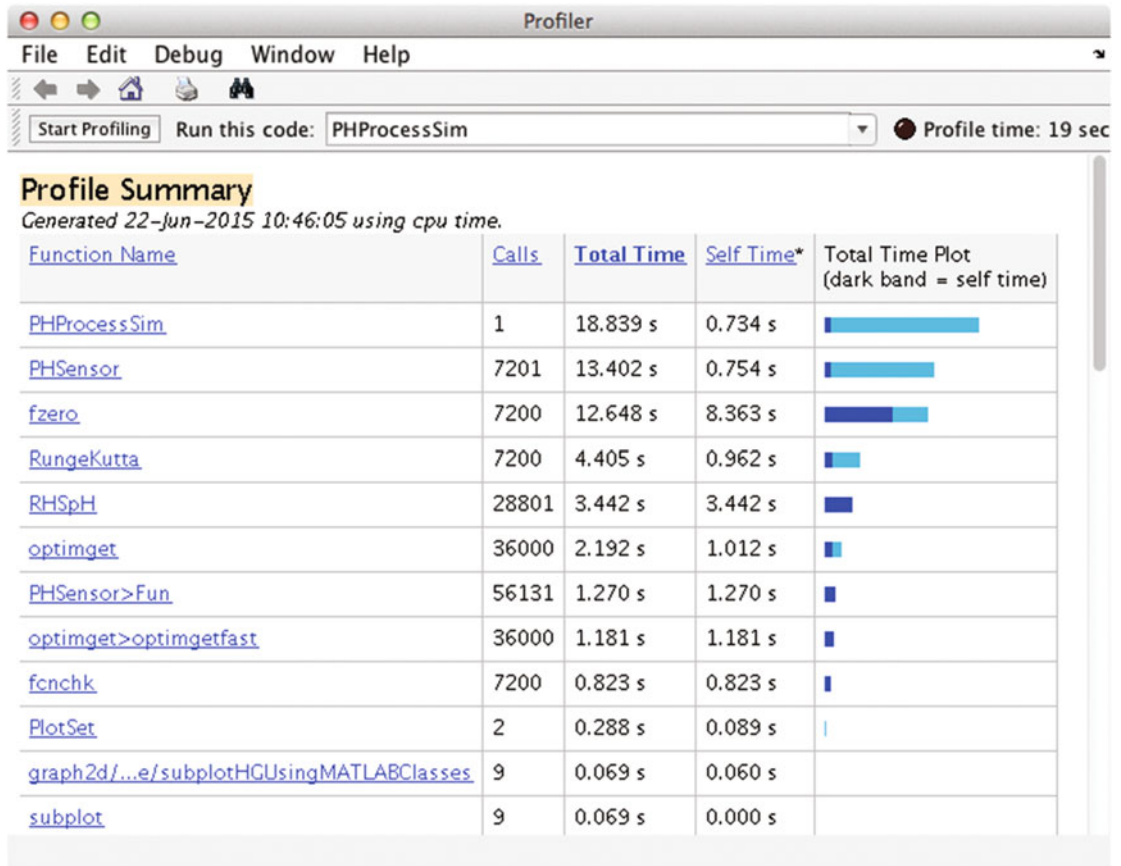 Profiler
File Edit Debug Window Help
Start Profiling Run this code: PHProcessSim Profile time: 19 sec
Profile Summary
Generated 22-Jun-2015 10:46:05 using cpu time.
Function Name Calls Total Time Self Time* Total Time Plot
(dark band = self time)
PHProcessSim 1 18.839 s 0.734 s
PHSensor 7201 13.402 s 0.754 s
fzero 7200 12.648 s 8.363 s
RungeKutta 7200 4.405 s 0.962 s
RHSpH 28801 3.442 s 3.442 s
optimget 36000 2.192 s 1.012 s
PHSensor>Fun 56131 1.270 s 1.270 s
optimget>optimgetfast 36000 1.181 s 1.181 s
fcnchk 7200 0.823 s 0.823 s
PlotSet 2 0.288 s 0.089 s
graph2d/...e/subplotHGUsingMATLABClasses 9 0.069 s 0.060 s
subplot 9 0.069 s 0.000 s